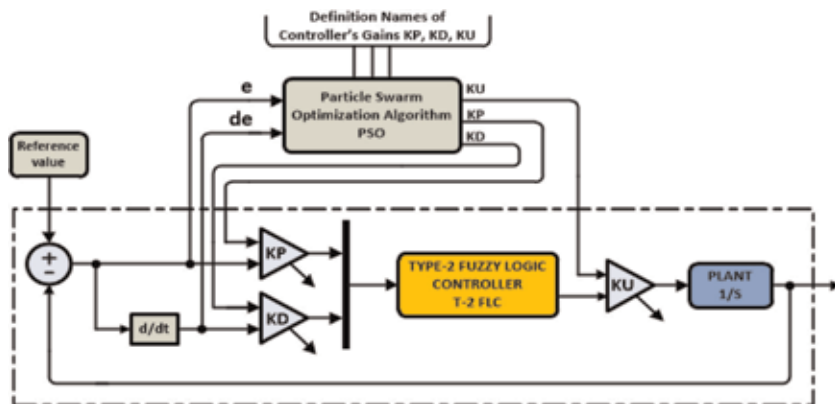 Definition Names of
Controller's Gains KP, KD, KU
e
de
Particle Swarm
Optimization Algorithm
PSO
KU
KP
KD
Reference
value
+
-
KP
KD
d/dt
TYPE-2 FUZZY LOGIC
CONTROLLER
T-2 FLC
KU
PLANT
1/S